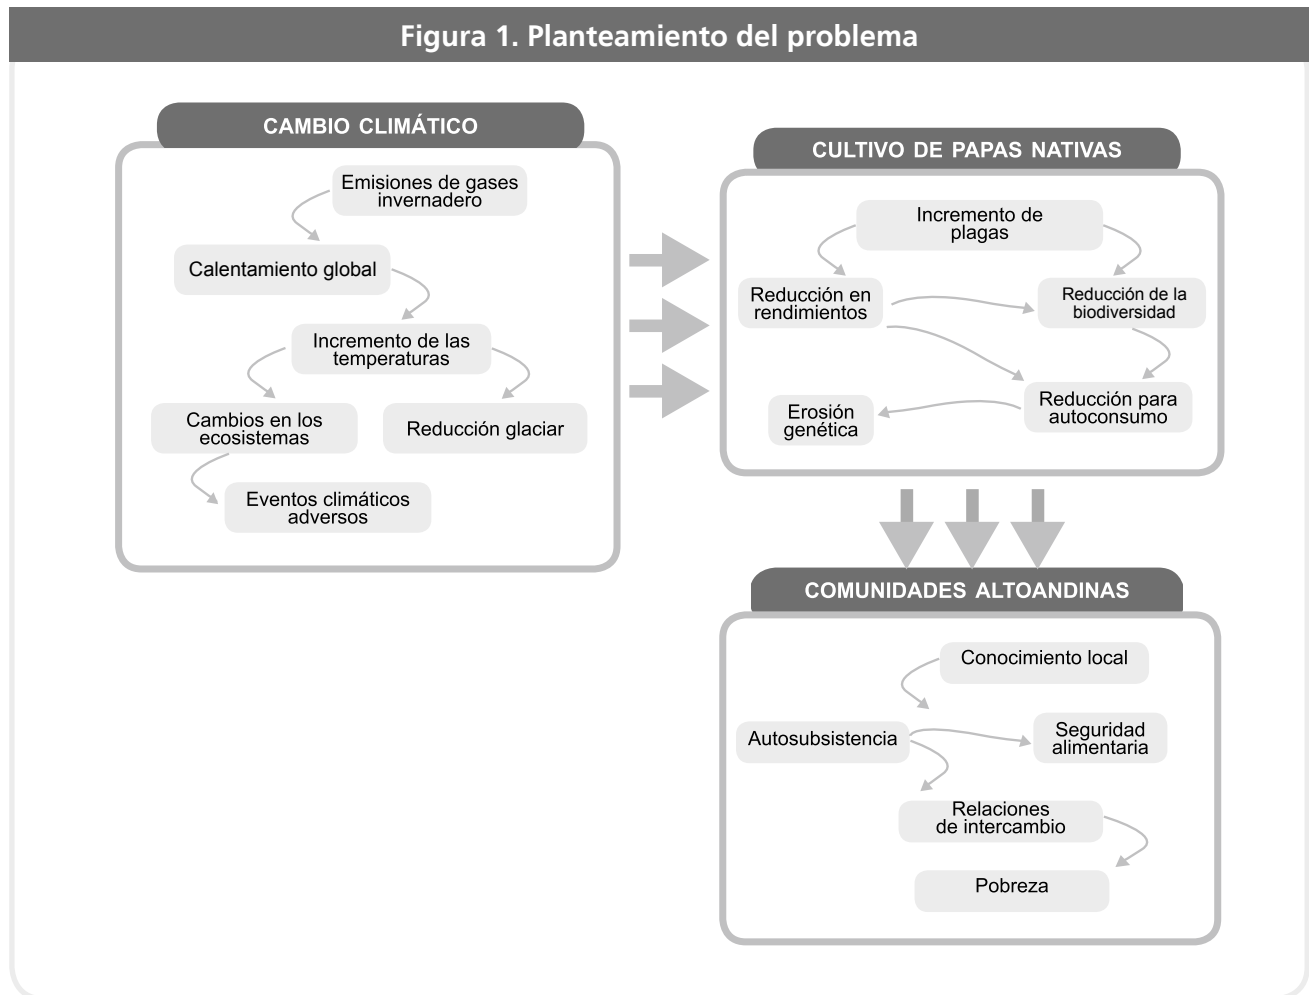 Figura 1. Planteamiento del problema
CAMBIO CLIMÁTICO
Emisiones de gases
invernadero
Calentamiento global
Incremento de las
temperaturas
Cambios en los
ecosistemas
Reducción glaciar
Eventos climáticos
adversos
CULTIVO DE PAPAS NATIVAS
Incremento de
plagas
Reducción en
rendimientos
Reducción de la
biodiversidad
Reducción para
autoconsumo
Erosión
genética
COMUNIDADES ALTOANDINAS
Conocimiento local
Autosubsistencia
Seguridad
alimentaria
Relaciones
de intercambio
Pobreza